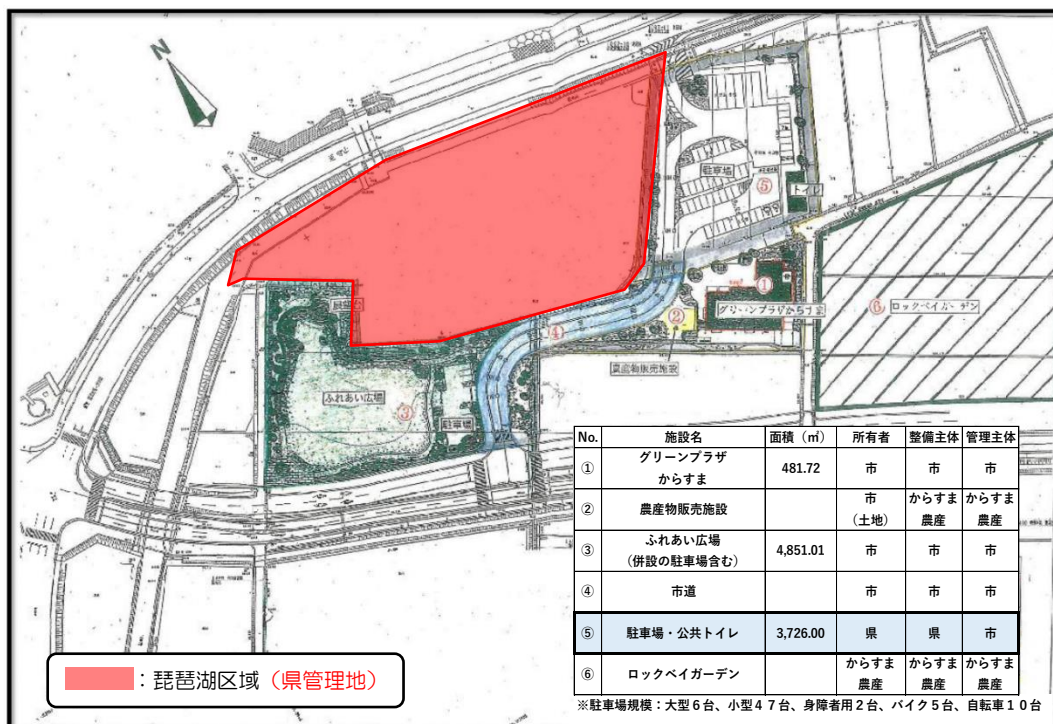 N
駐車場
⑤
トイレ
①
グリーンプラザからすま
②
⑥ ロックベイガーデン
④
農産物販売施設
展望台
ふれあい広場
③
駐車場
No. 施設名 面積（㎡） 所有者 整備主体 管理主体
① グリーンプラザ
からすま 481.72 市 市 市
② 農産物販売施設 市
（土地） からすま
農産 からすま
農産
③ ふれあい広場
（併設の駐車場含む） 4,851.01 市 市 市
④ 市道 市 市 市
⑤ 駐車場・公共トイレ 3,726.00 県 県 市
⑥ ロックベイガーデン からすま
農産 からすま
農産 からすま
農産
※駐車場規模：大型６台、小型４７台、身障者用２台、バイク５台、自転車１０台
：琵琶湖区域（県管理地）